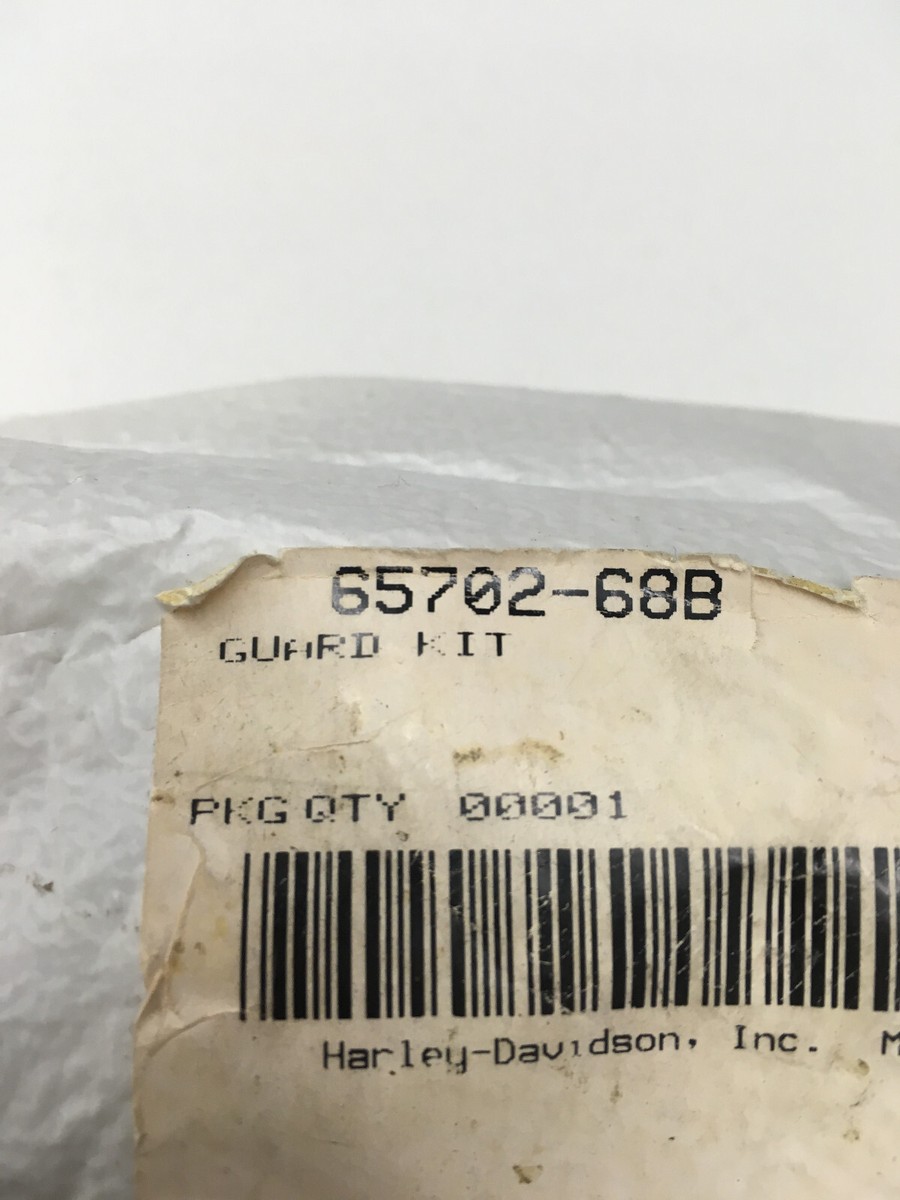 65702-68B
GUARD KIT
PKG QTY 00001
Harley-Davidson, Inc. M